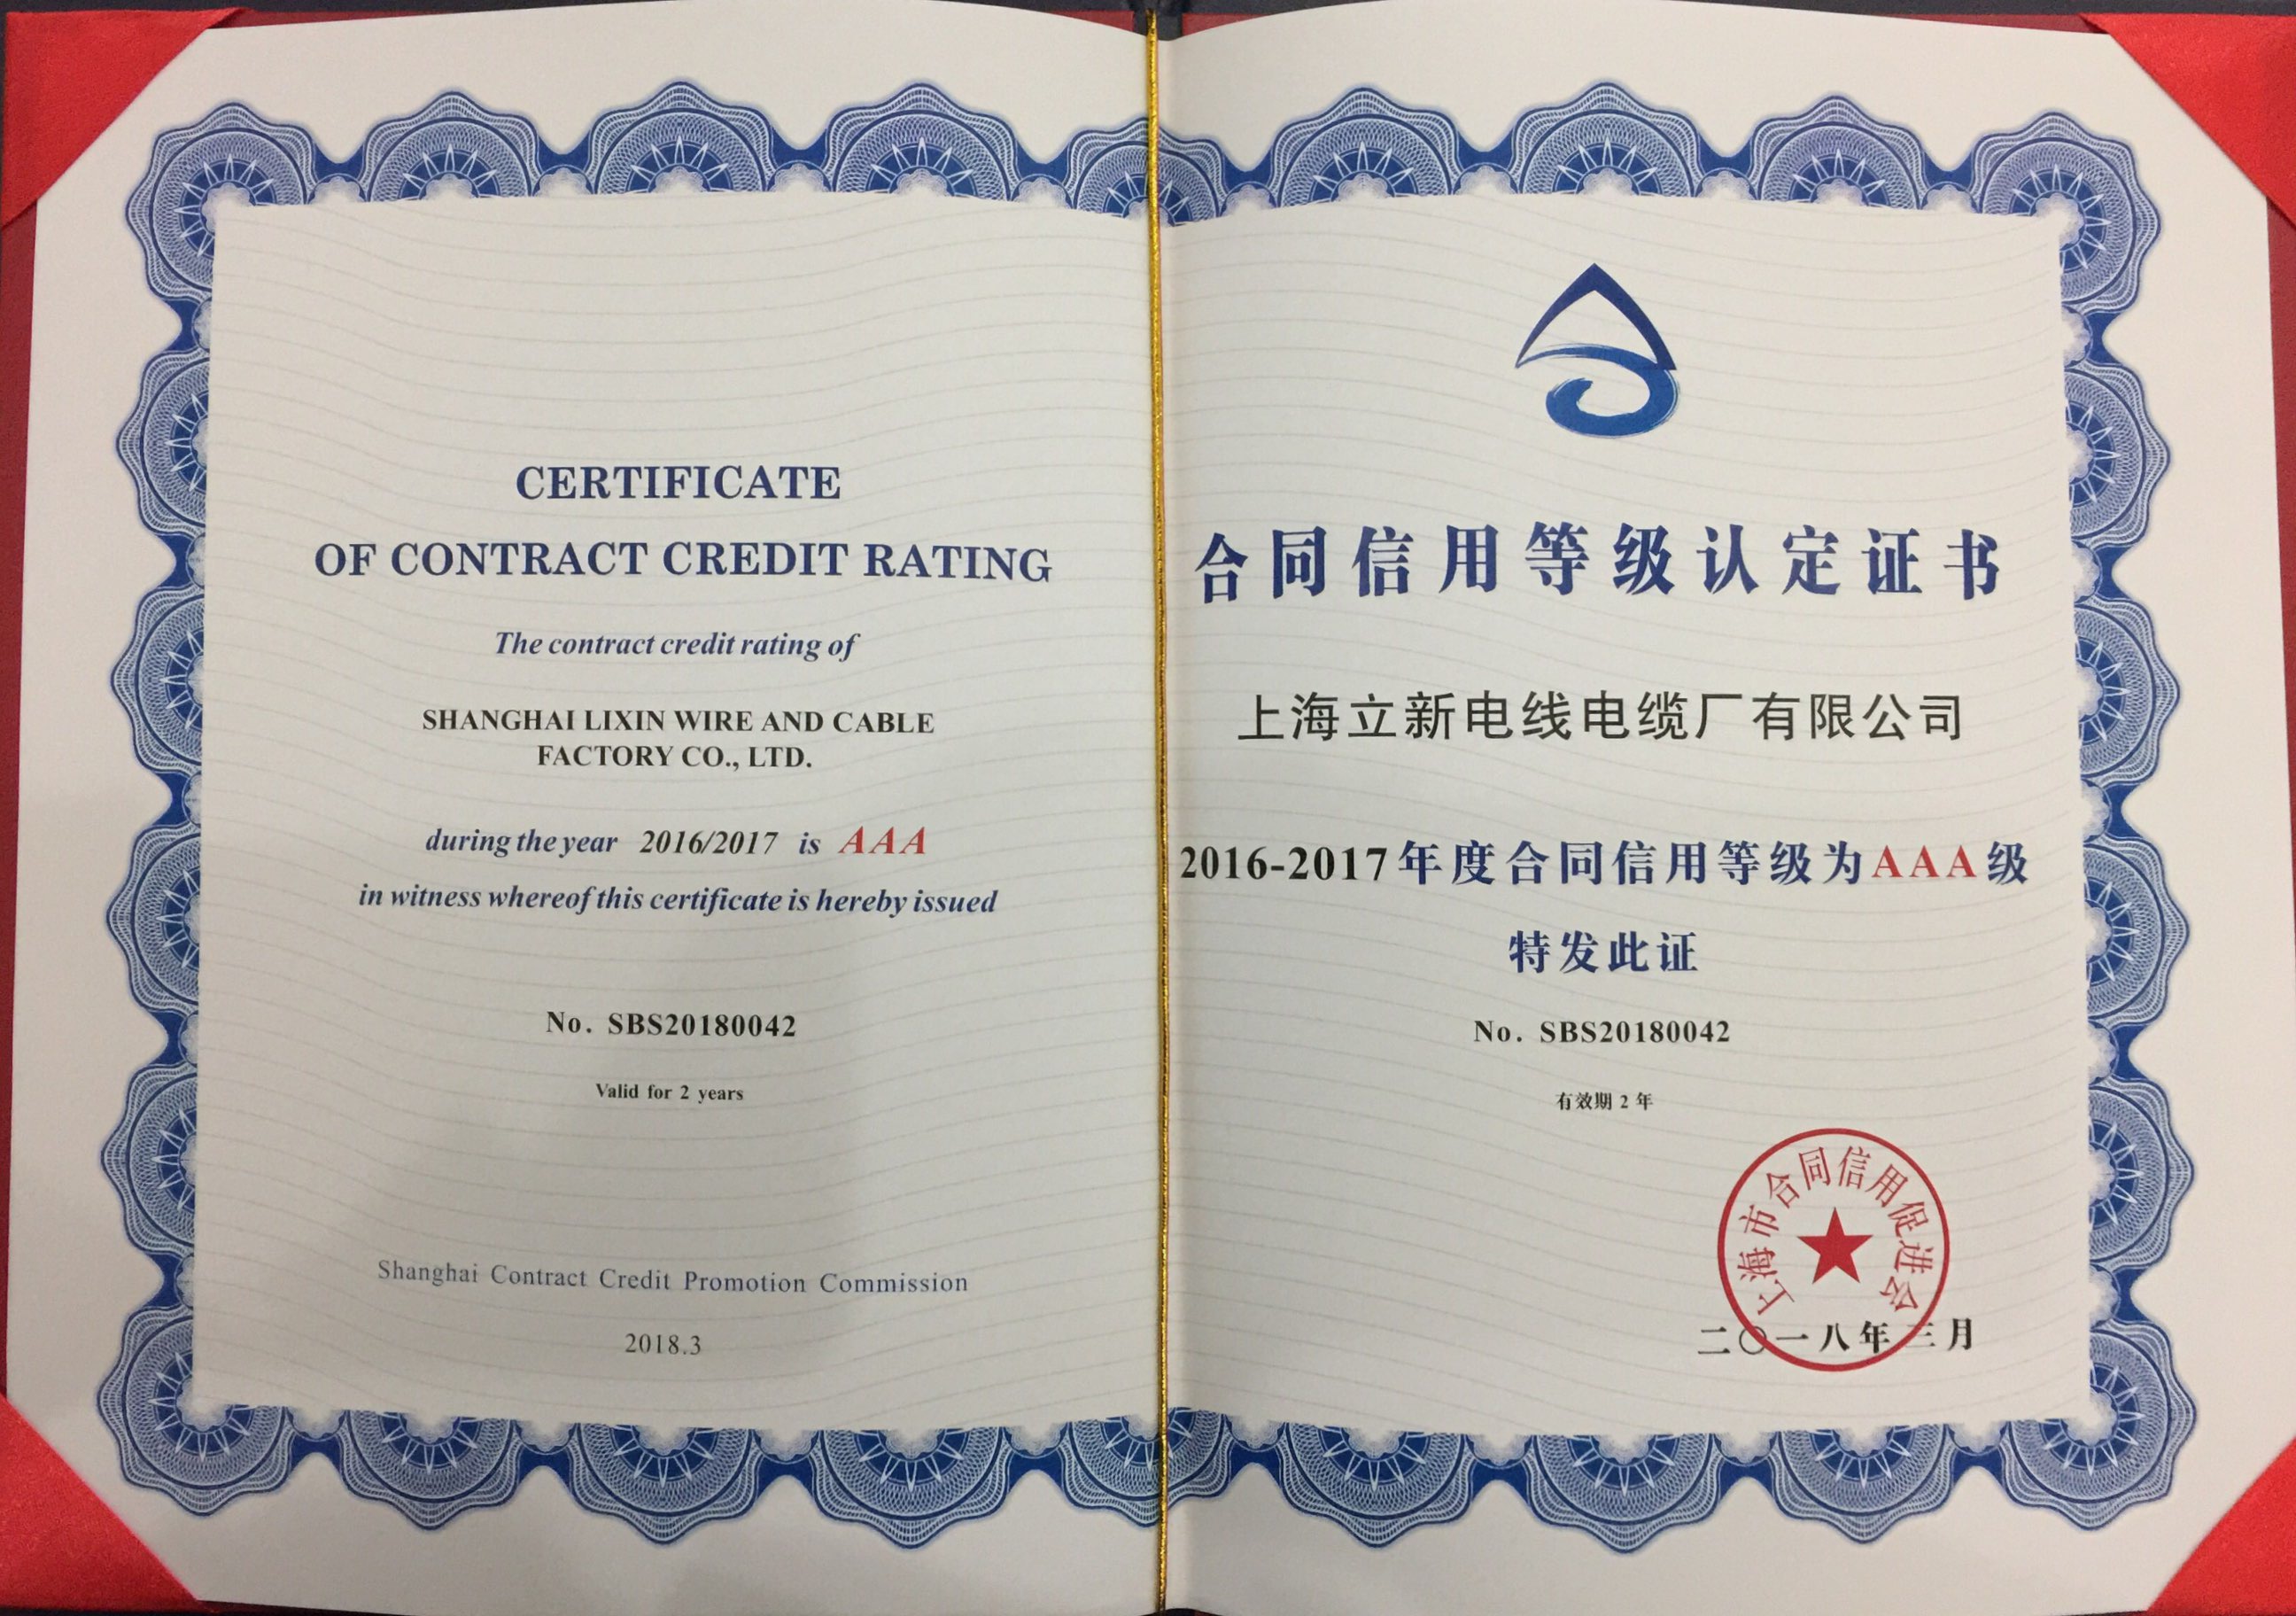 CERTIFICATE
OF CONTRACT CREDIT RATING
The contract credit rating of
SHANGHAI LIXIN WIRE AND CABLE
FACTORY CO., LTD.
during the year 2016/2017 is AAA
in witness whereof this certificate is hereby issued
No. SBS20180042
Valid for 2 years
Shanghai Contract Credit Promotion Commission
2018.3
合同信用等级认定证书
上海立新电线电缆厂有限公司
2016-2017年度合同信用等级为AAA级
特发此证
No. SBS20180042
有效期 2 年
上海市合同信用促进会
二〇一八年三月